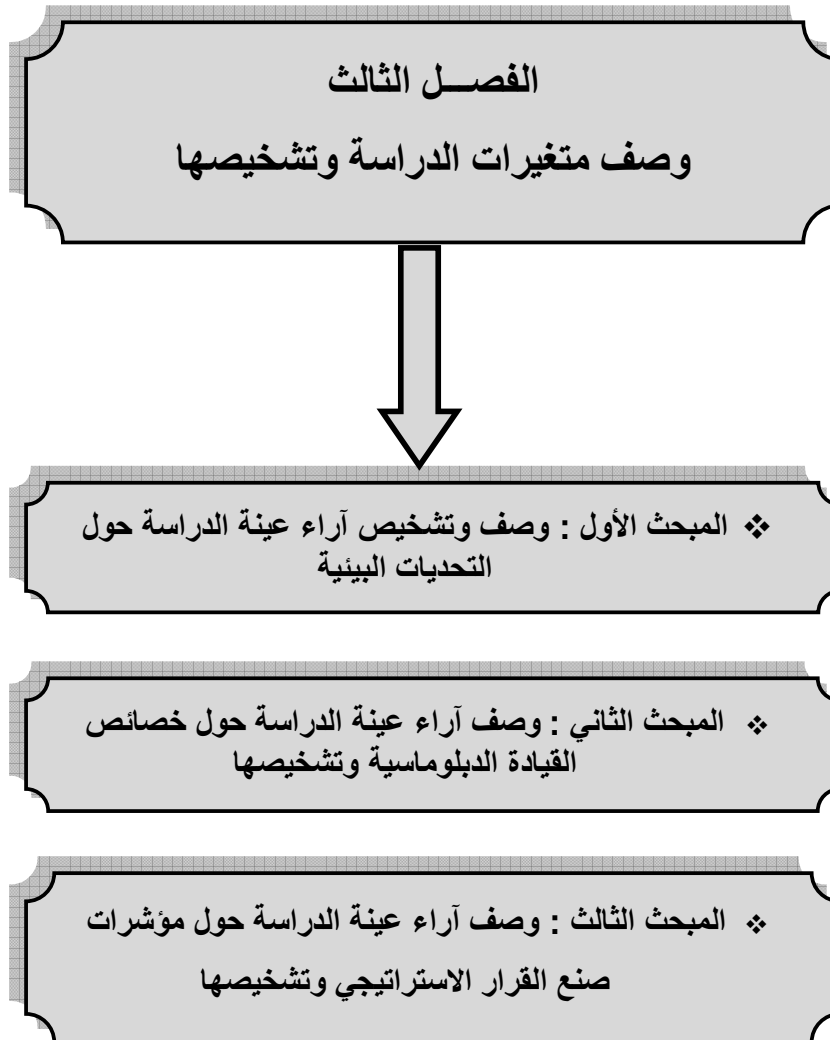 الفصـــل الثالث
وصف متغيرات الدراسة وتشخيصها
❖ المبحث الأول : وصف وتشخيص آراء عينة الدراسة حول
التحديات البيئية
❖ المبحث الثاني : وصف آراء عينة الدراسة حول خصائص
القيادة الدبلوماسية وتشخيصها
❖ المبحث الثالث : وصف آراء عينة الدراسة حول مؤشرات
صنع القرار الاستراتيجي وتشخيصها